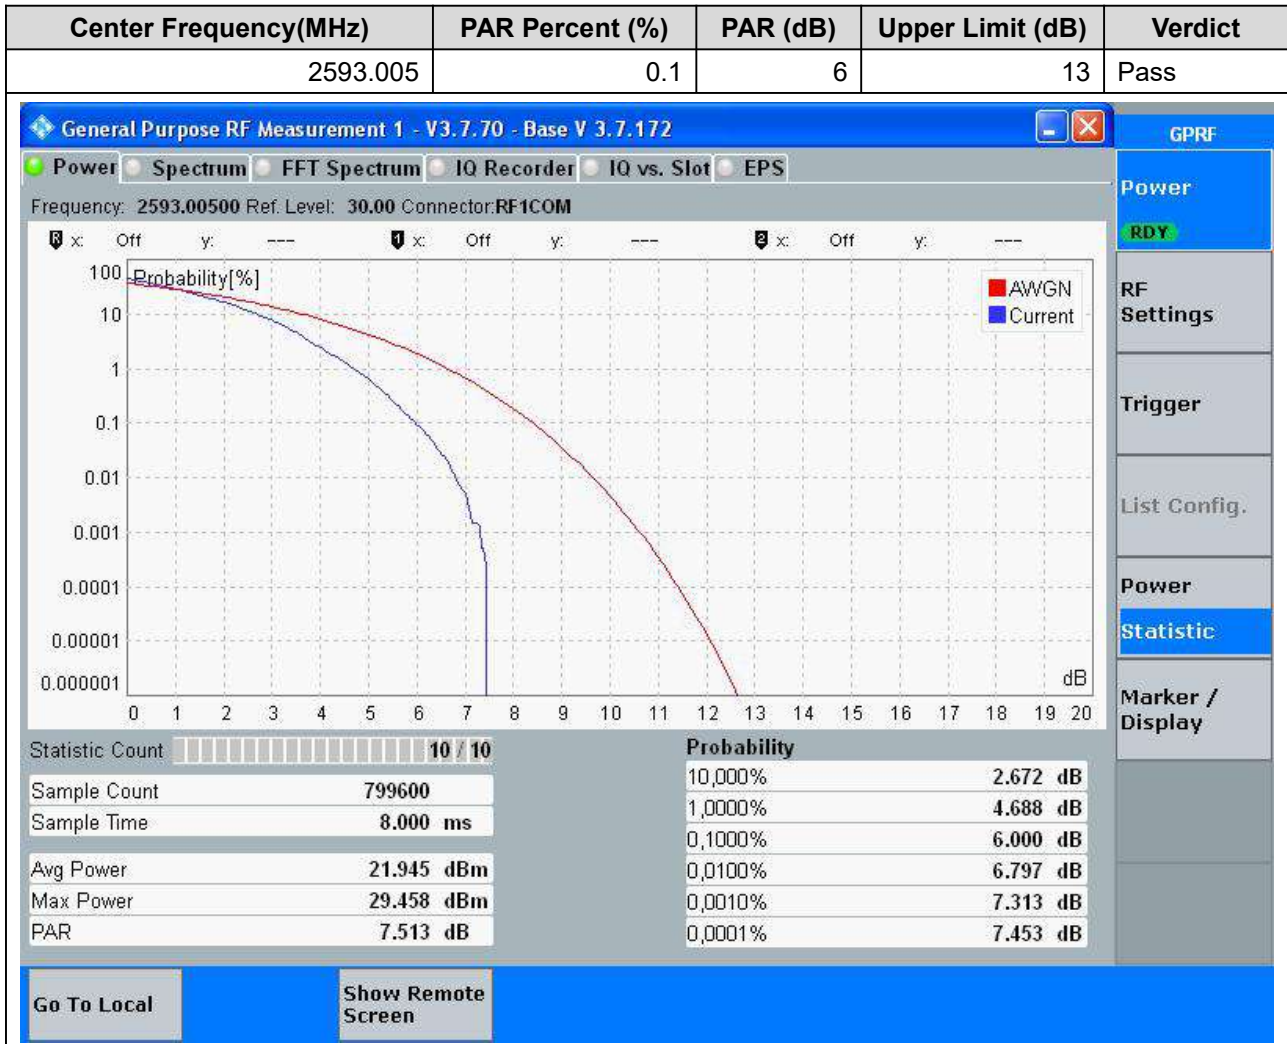 Center Frequency(MHz) PAR Percent (%) PAR (dB) Upper Limit (dB) Verdict
2593.005 0.1 6 13 Pass
General Purpose RF Measurement 1 - V3.7.70 - Base V 3.7.172
GPRF
Power Spectrum FFT Spectrum IQ Recorder IQ vs. Slot EPS
Power
RDY
Frequency: 2593.00500 Ref. Level: 30.00 Connector:RF1COM
R x: Off y: --- 1 x: Off y: --- 2 x: Off y: ---
Probability[%]
100
10
1
0.1
0.01
0.001
0.0001
0.00001
0.000001
AWGN
Current
dB
0 1 2 3 4 5 6 7 8 9 10 11 12 13 14 15 16 17 18 19 20
RF
Settings
Trigger
List Config.
Power
Statistic
Marker /
Display
Statistic Count 10 / 10
Sample Count 799600
Sample Time 8.000 ms
Avg Power 21.945 dBm
Max Power 29.458 dBm
PAR 7.513 dB
Probability
10,000% 2.672 dB
1,0000% 4.688 dB
0,1000% 6.000 dB
0,0100% 6.797 dB
0,0010% 7.313 dB
0,0001% 7.453 dB
Go To Local
Show Remote
Screen